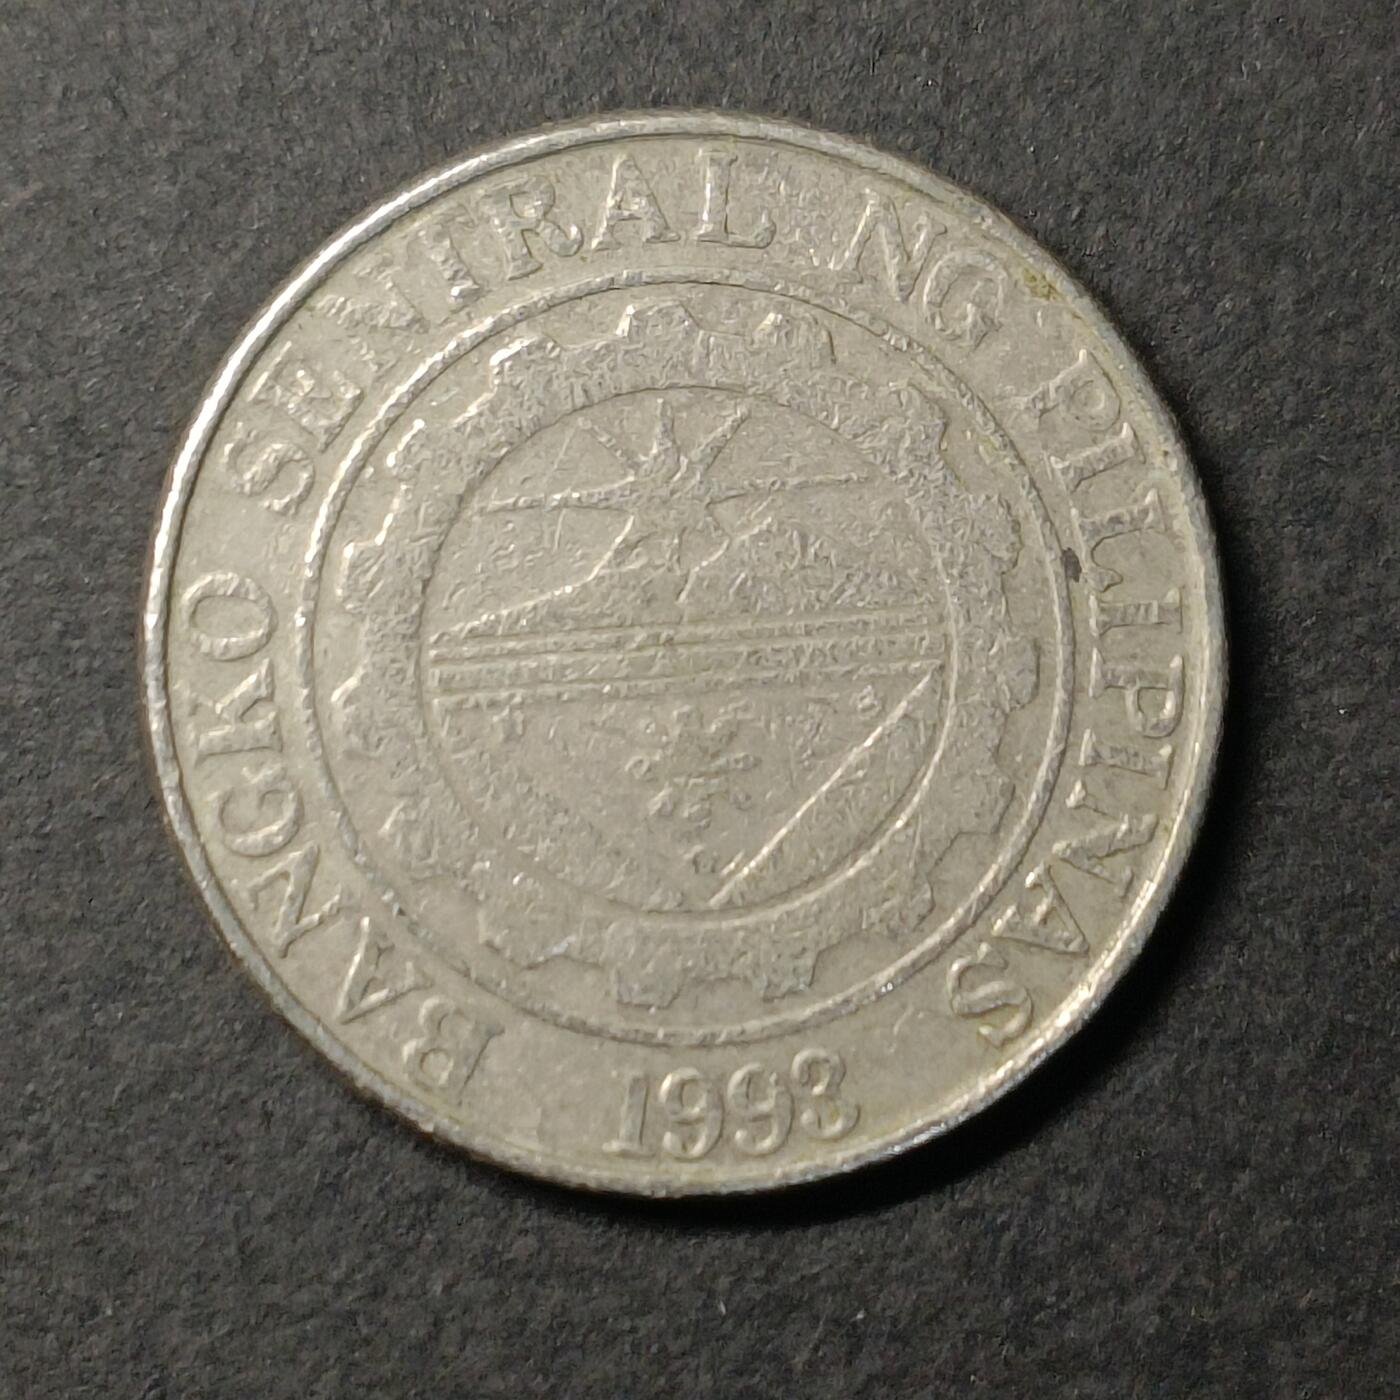 BANGKO SENTRAL NG PILIPINAS
1993